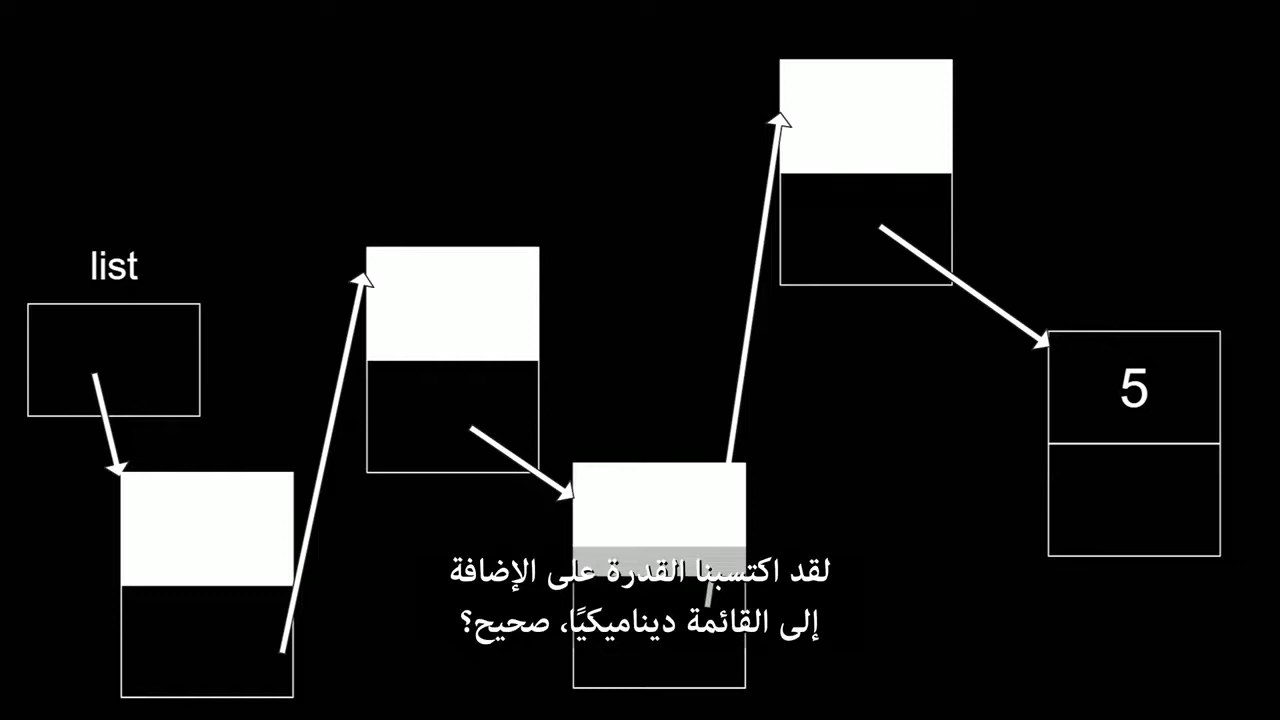 list
5
لقد اكتسبنا القدرة على الإضافة
إلى القائمة ديناميكيًا، صحيح؟